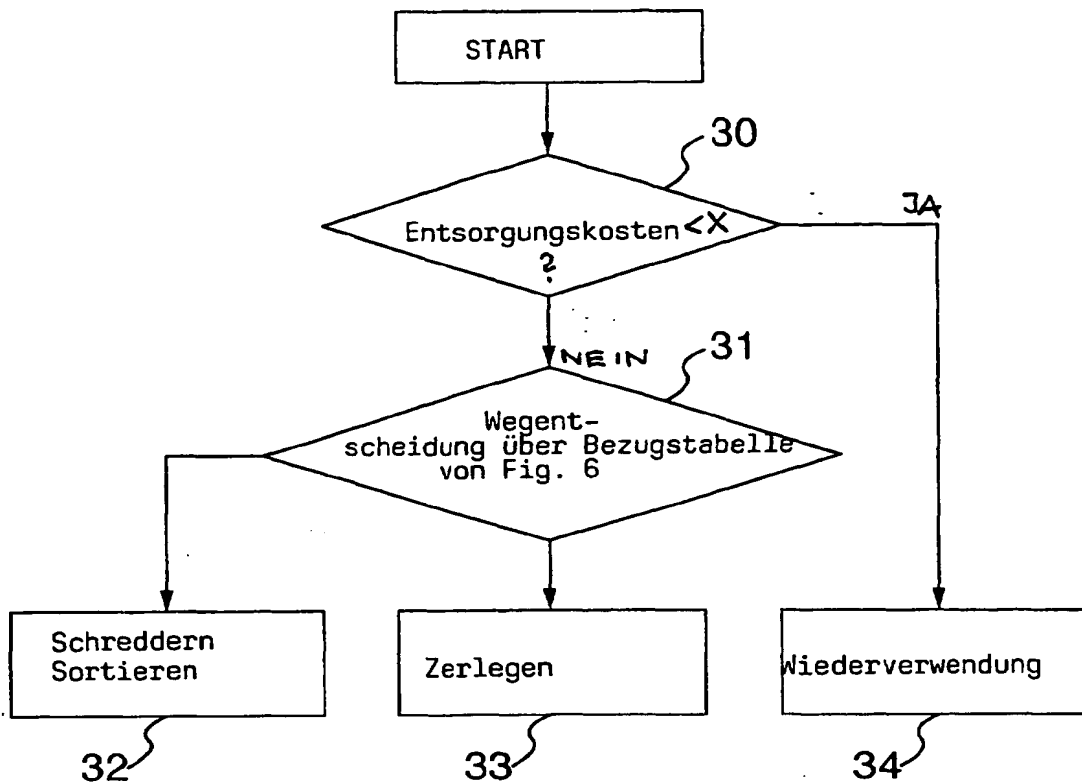 START
30
JA
Entsorgungskosten <X
?
NEIN
31
Wegent-
scheidung über Bezugstabelle
von Fig. 6
Schreddern
Sortieren
Zerlegen
Wiederverwendung
32
33
34